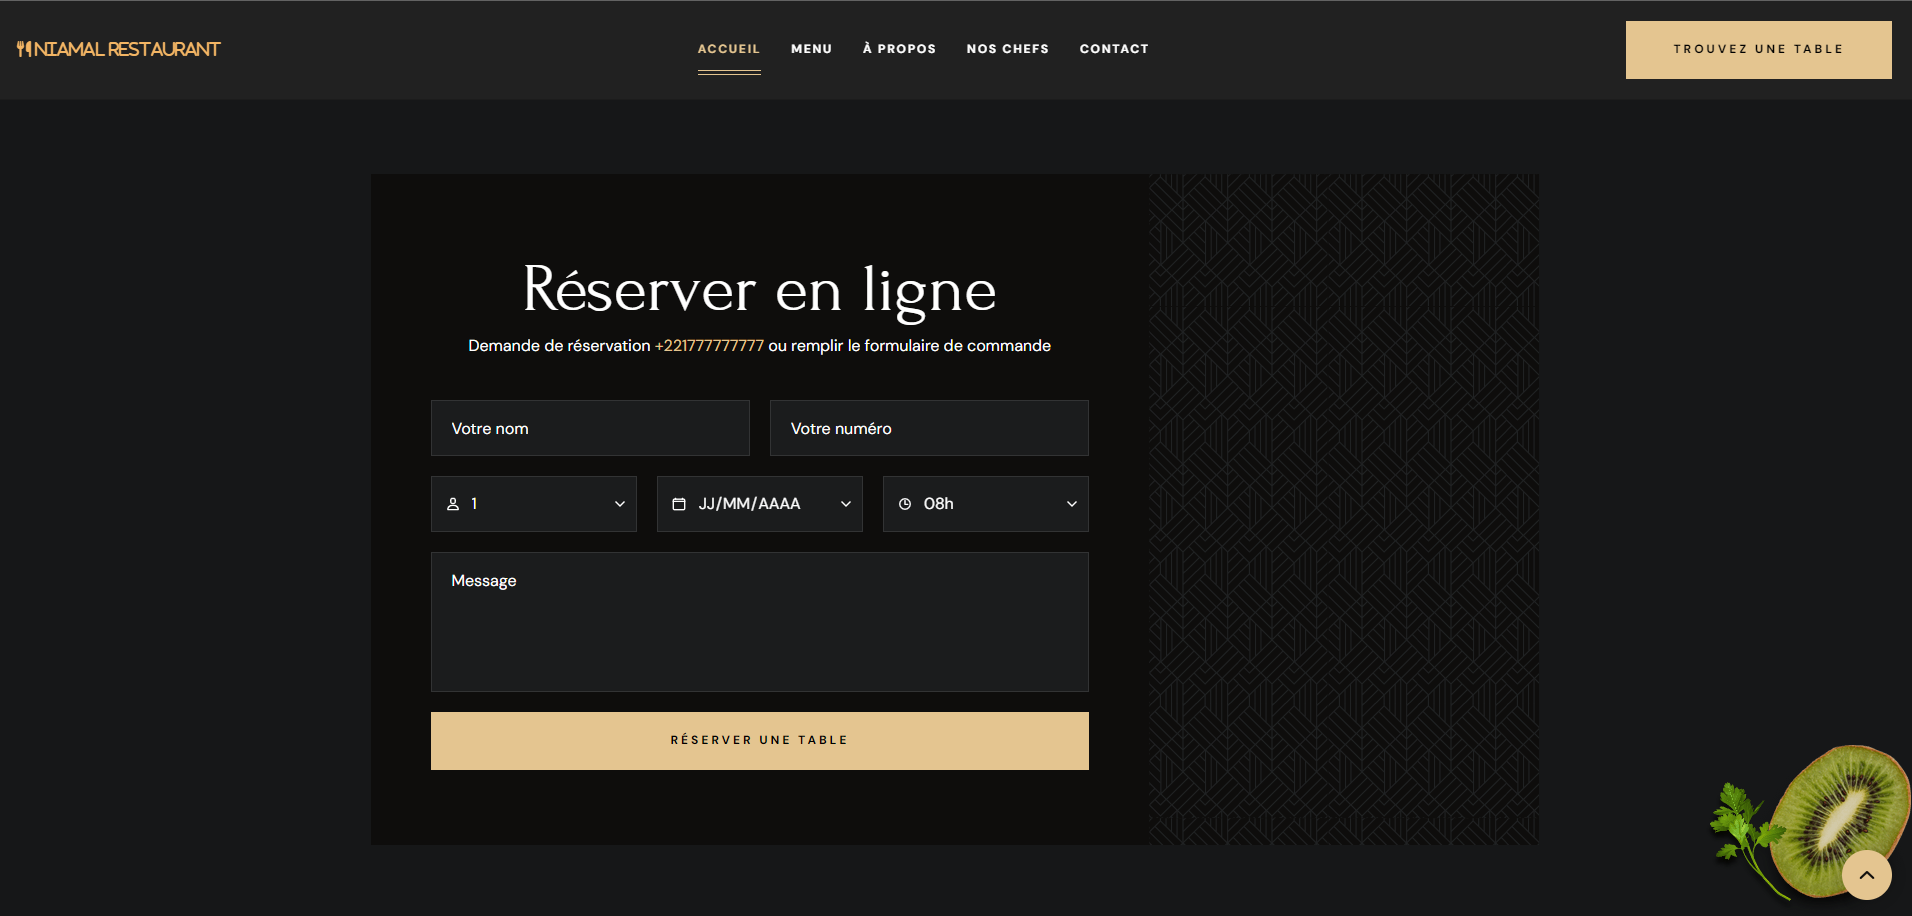 NIAMAL RESTAURANT
ACCUEIL
MENU
À PROPOS
NOS CHEFS
CONTACT
TROUVEZ UNE TABLE
Réserver en ligne
Demande de réservation +221777777777 ou remplir le formulaire de commande
Votre nom
Votre numéro
1
JJ/MM/AAAA
08h
Message
RÉSERVER UNE TABLE